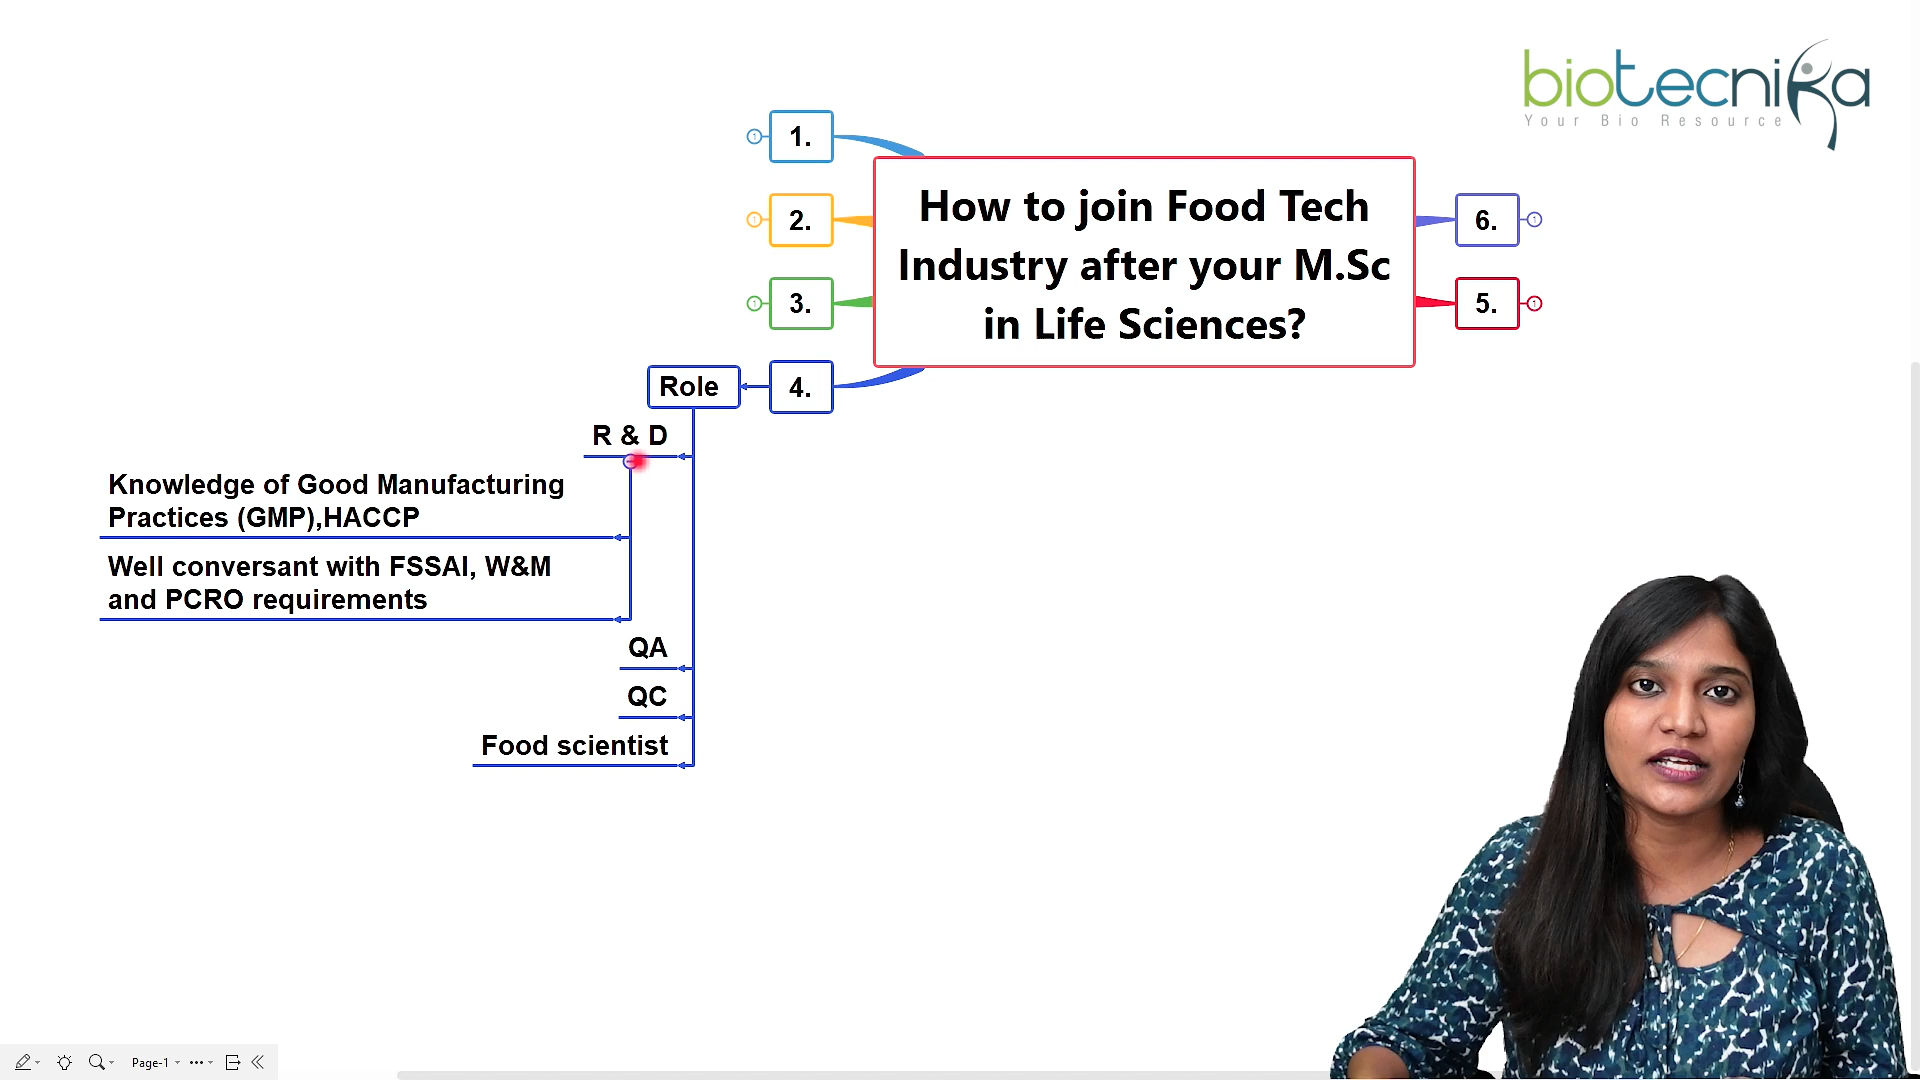 biotecnika
Your Bio Resource
How to join Food Tech
Industry after your M.Sc
in Life Sciences?
1.
2.
3.
4.
5.
6.
Role
R & D
Knowledge of Good Manufacturing
Practices (GMP),HACCP
Well conversant with FSSAI, W&M
and PCRO requirements
QA
QC
Food scientist
Page-1